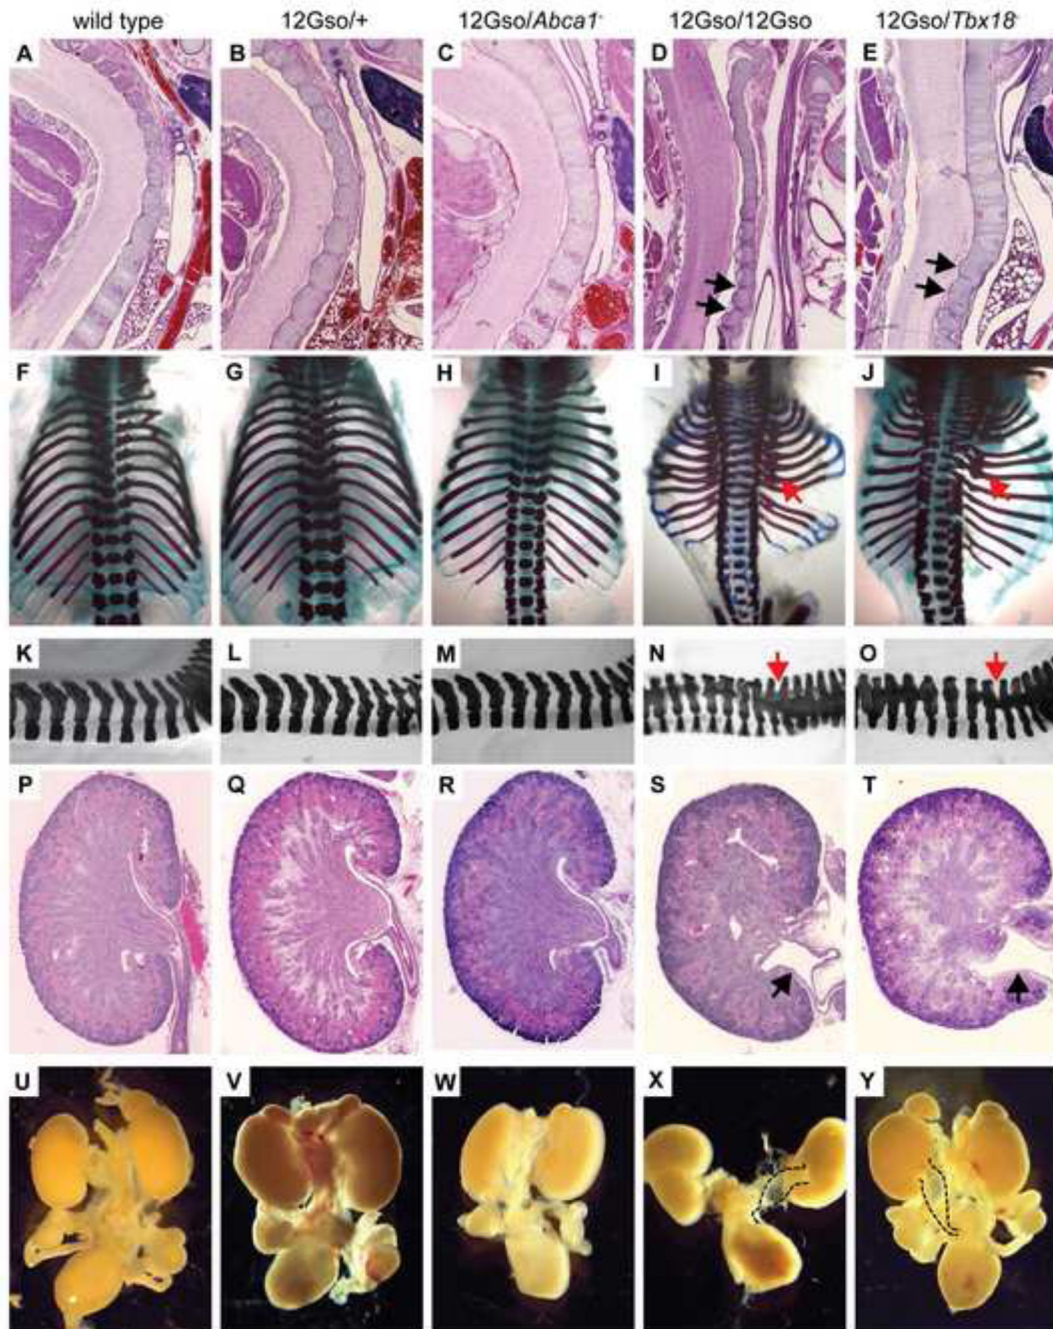 wild type 12Gso/+ 12Gso/Abca1- 12Gso/12Gso 12Gso/Tbx18-
A B C D E
F G H I J
K L M N O
P Q R S T
U V W X Y